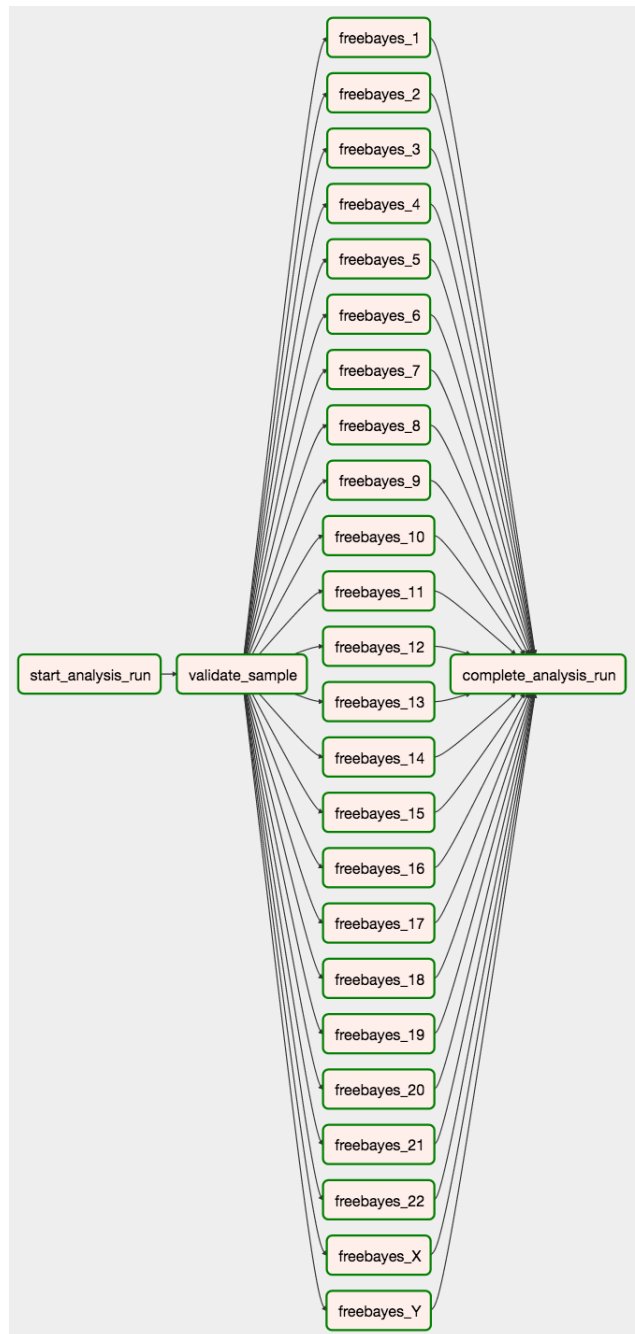 freebayes_1
freebayes_2
freebayes_3
freebayes_4
freebayes_5
freebayes_6
freebayes_7
freebayes_8
freebayes_9
freebayes_10
freebayes_11
freebayes_12
start_analysis_run
validate_sample
complete_analysis_run
freebayes_13
freebayes_14
freebayes_15
freebayes_16
freebayes_17
freebayes_18
freebayes_19
freebayes_20
freebayes_21
freebayes_22
freebayes_X
freebayes_Y